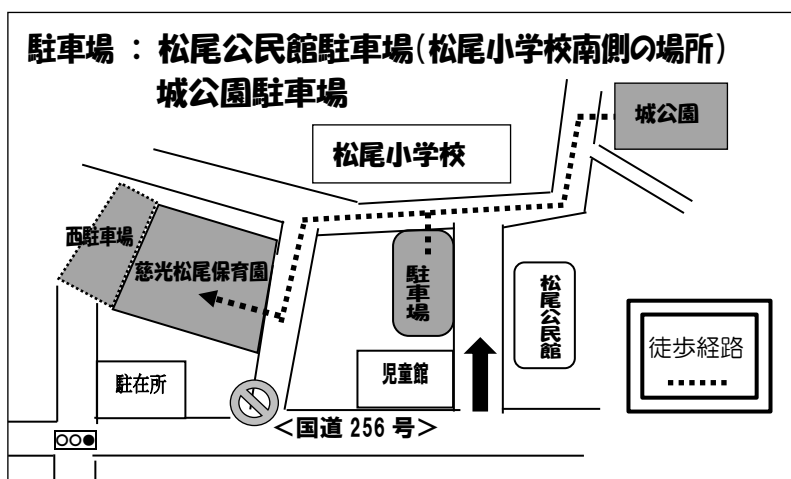 駐車場 : 松尾公民館駐車場(松尾小学校南側の場所)
城公園駐車場
城公園
松尾小学校
西駐車場
慈光松尾保育園
駐車場
松尾公民館
徒歩経路
児童館
駐在所
<国道 256 号>